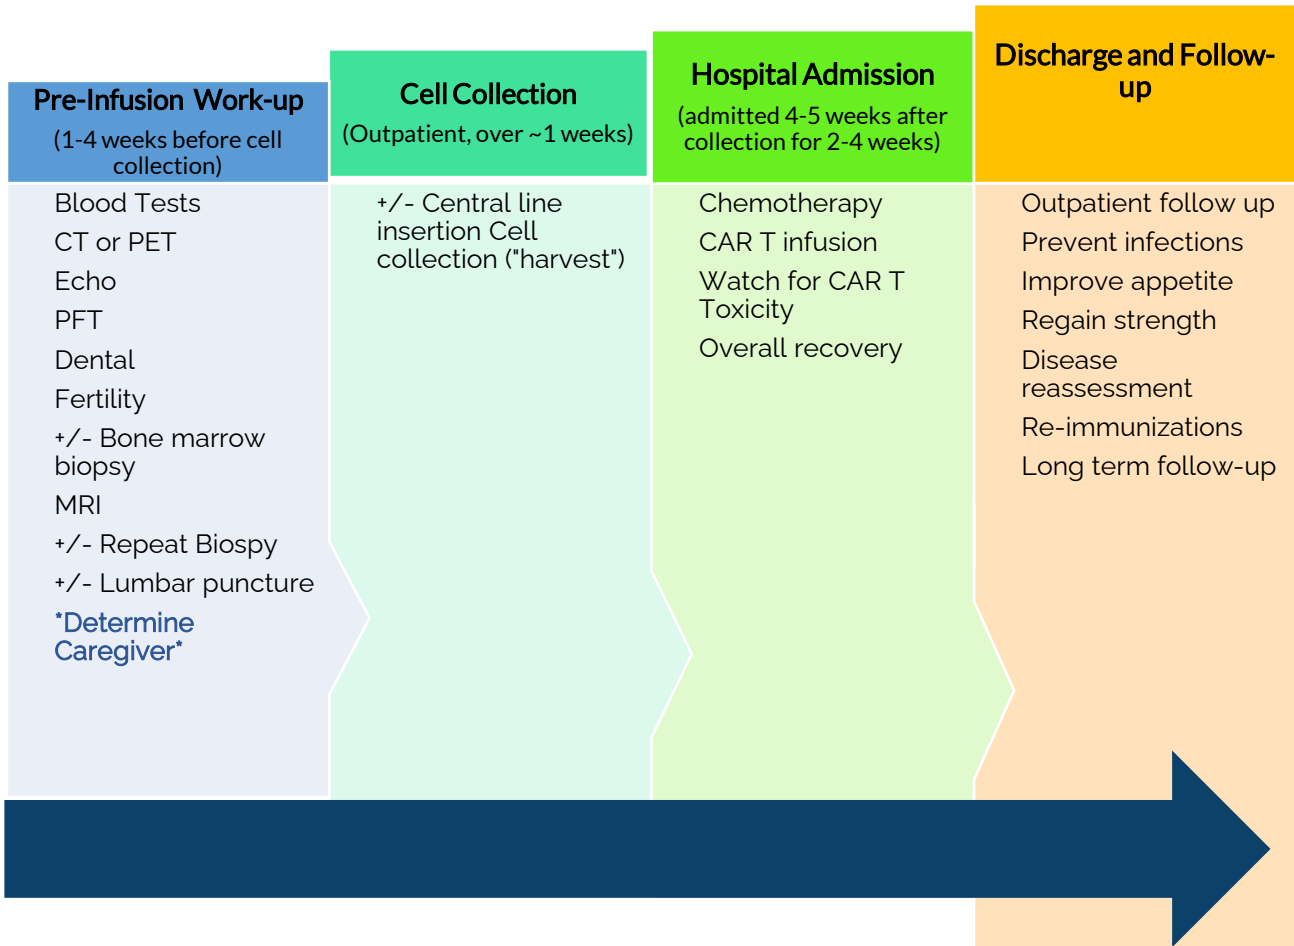 Pre-Infusion Work-up
(1-4 weeks before cell
collection)
Blood Tests
CT or PET
Echo
PFT
Dental
Fertility
+/- Bone marrow
biopsy
MRI
+/- Repeat Biospy
+/- Lumbar puncture
*Determine
Caregiver*
Cell Collection
(Outpatient, over ~1 weeks)
+/- Central line
insertion Cell
collection ("harvest")
Hospital Admission
(admitted 4-5 weeks after
collection for 2-4 weeks)
Chemotherapy
CAR T infusion
Watch for CAR T
Toxicity
Overall recovery
Discharge and Follow-
up
Outpatient follow up
Prevent infections
Improve appetite
Regain strength
Disease
reassessment
Re-immunizations
Long term follow-up